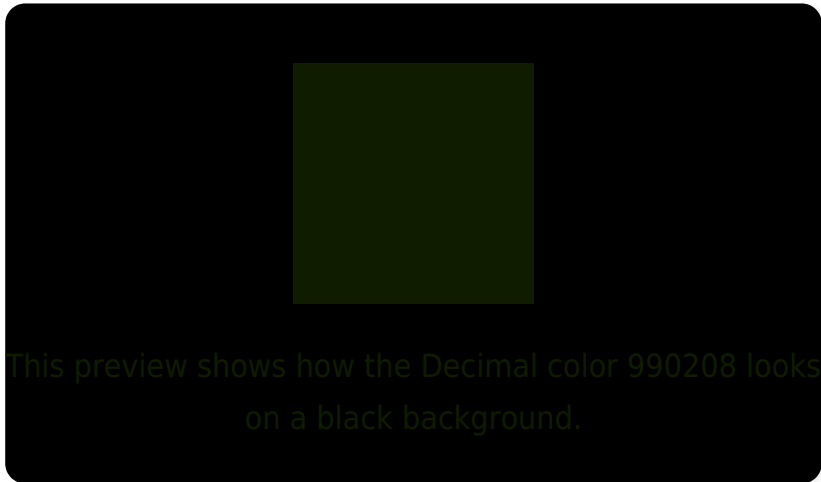 This preview shows how the Decimal color 990208 looks
on a black background.